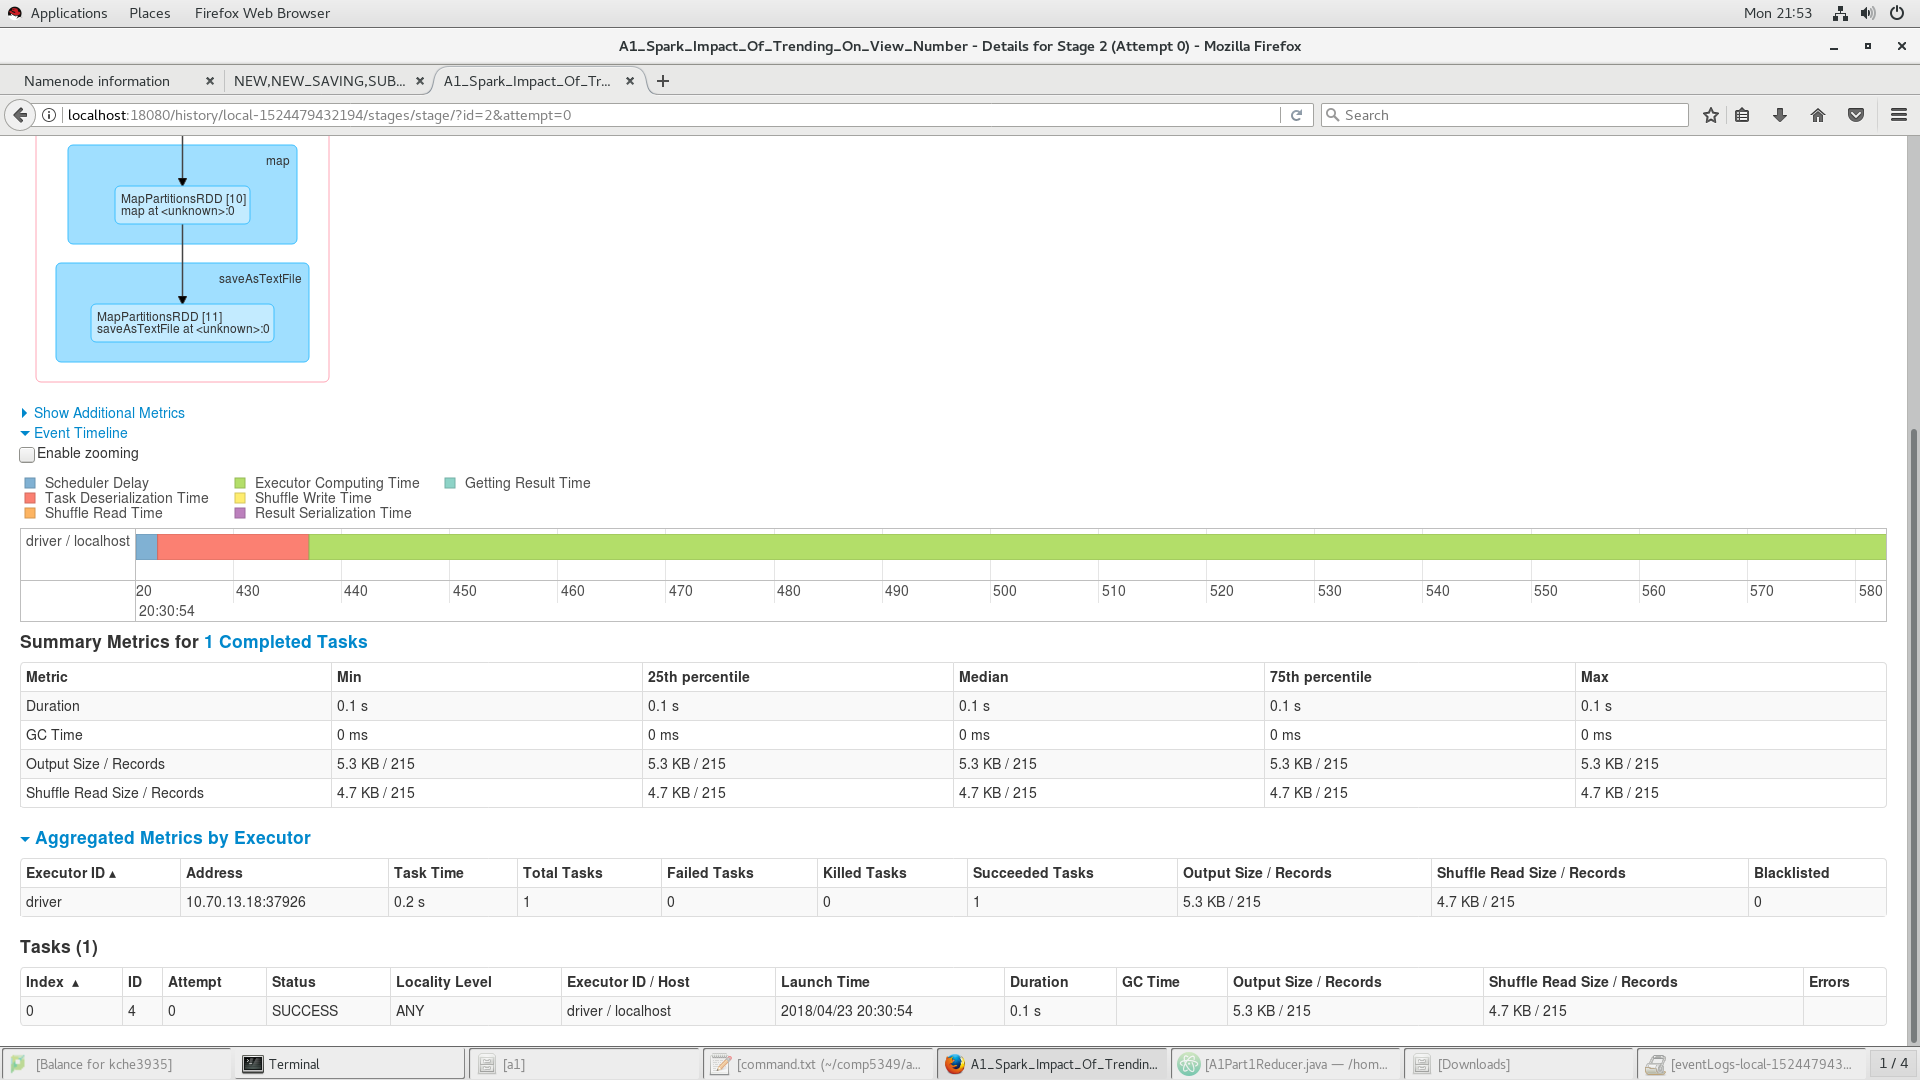 Applications Places Firefox Web Browser Mon 21:53
A1_Spark_Impact_Of_Trending_On_View_Number - Details for Stage 2 (Attempt 0) - Mozilla Firefox
Namenode information NEW,NEW_SAVING,SUB... A1_Spark_Impact_Of_Tr...
localhost:18080/history/local-1524479432194/stages/stage/?id=2&attempt=0 Search
map
MapPartitionsRDD [10]
map at <unknown>:0
saveAsTextFile
MapPartitionsRDD [11]
saveAsTextFile at <unknown>:0
Show Additional Metrics
Event Timeline
Enable zooming
Scheduler Delay Executor Computing Time Getting Result Time
Task Deserialization Time Shuffle Write Time
Shuffle Read Time Result Serialization Time
driver / localhost
20 430 440 450 460 470 480 490 500 510 520 530 540 550 560 570 580
20:30:54
Summary Metrics for 1 Completed Tasks
Metric Min 25th percentile Median 75th percentile Max
Duration 0.1 s 0.1 s 0.1 s 0.1 s 0.1 s
GC Time 0 ms 0 ms 0 ms 0 ms 0 ms
Output Size / Records 5.3 KB / 215 5.3 KB / 215 5.3 KB / 215 5.3 KB / 215 5.3 KB / 215
Shuffle Read Size / Records 4.7 KB / 215 4.7 KB / 215 4.7 KB / 215 4.7 KB / 215 4.7 KB / 215
Aggregated Metrics by Executor
Executor ID ▴ Address Task Time Total Tasks Failed Tasks Killed Tasks Succeeded Tasks Output Size / Records Shuffle Read Size / Records Blacklisted
driver 10.70.13.18:37926 0.2 s 1 0 0 1 5.3 KB / 215 4.7 KB / 215 0
Tasks (1)
Index ▴ ID Attempt Status Locality Level Executor ID / Host Launch Time Duration GC Time Output Size / Records Shuffle Read Size / Records Errors
0 4 0 SUCCESS ANY driver / localhost 2018/04/23 20:30:54 0.1 s 5.3 KB / 215 4.7 KB / 215
[Balance for kche3935] Terminal [a1] [command.txt (~/comp5349/a... A1_Spark_Impact_Of_Trendin... [A1Part1Reducer.java — /hom... [Downloads] [eventLogs-local-152447943... 1 / 4